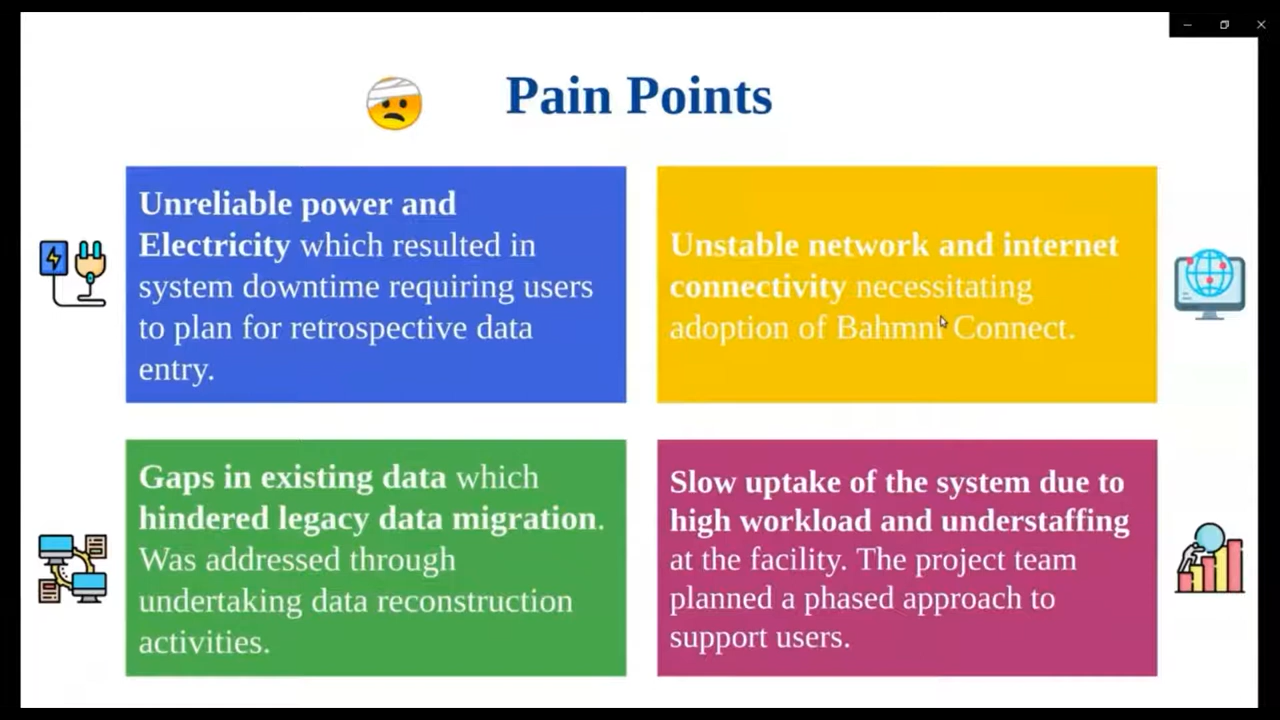 Pain Points
Unreliable power and
Electricity which resulted in
system downtime requiring users
to plan for retrospective data
entry.
Unstable network and internet
connectivity necessitating
adoption of Bahmni Connect.
Gaps in existing data which
hindered legacy data migration.
Was addressed through
undertaking data reconstruction
activities.
Slow uptake of the system due to
high workload and understaffing
at the facility. The project team
planned a phased approach to
support users.